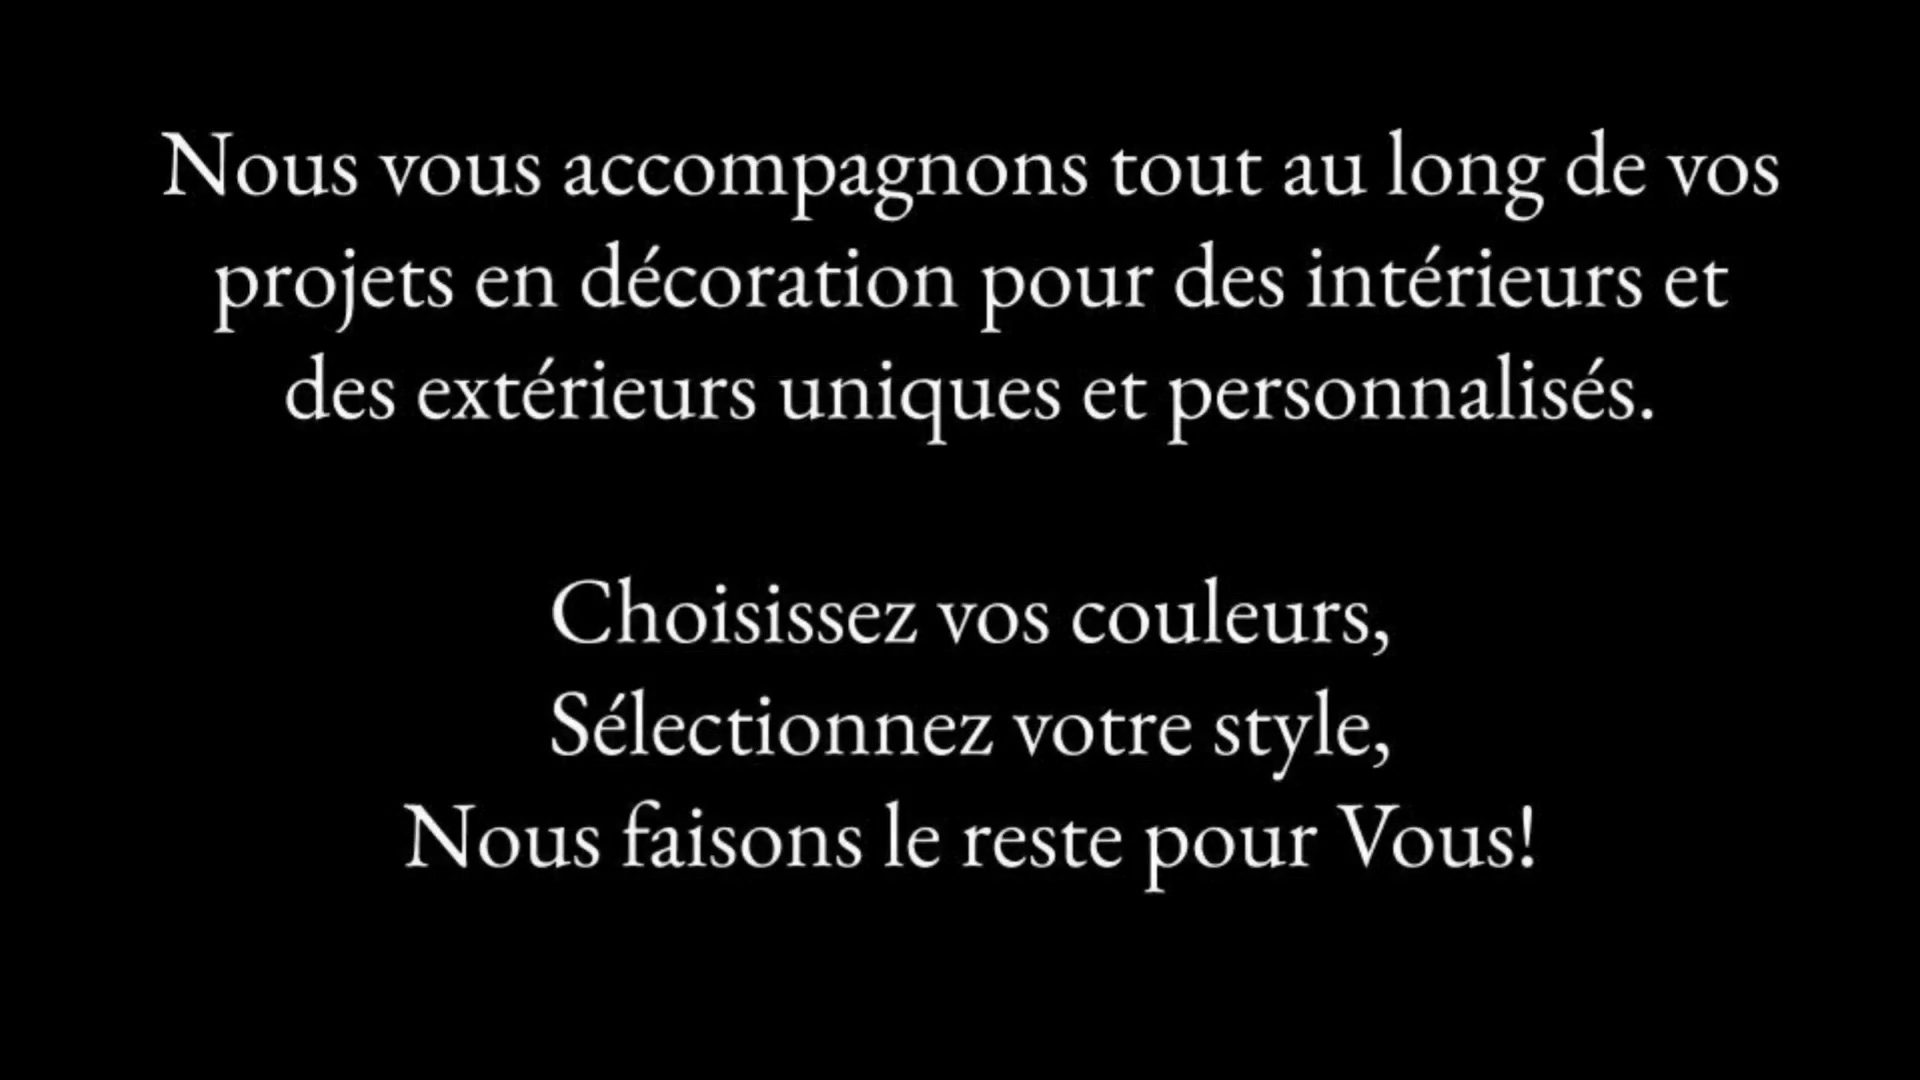 Nous vous accompagnons tout au long de vos
projets en décoration pour des intérieurs et
des extérieurs uniques et personnalisés.
Choisissez vos couleurs,
Sélectionnez votre style,
Nous faisons le reste pour Vous!